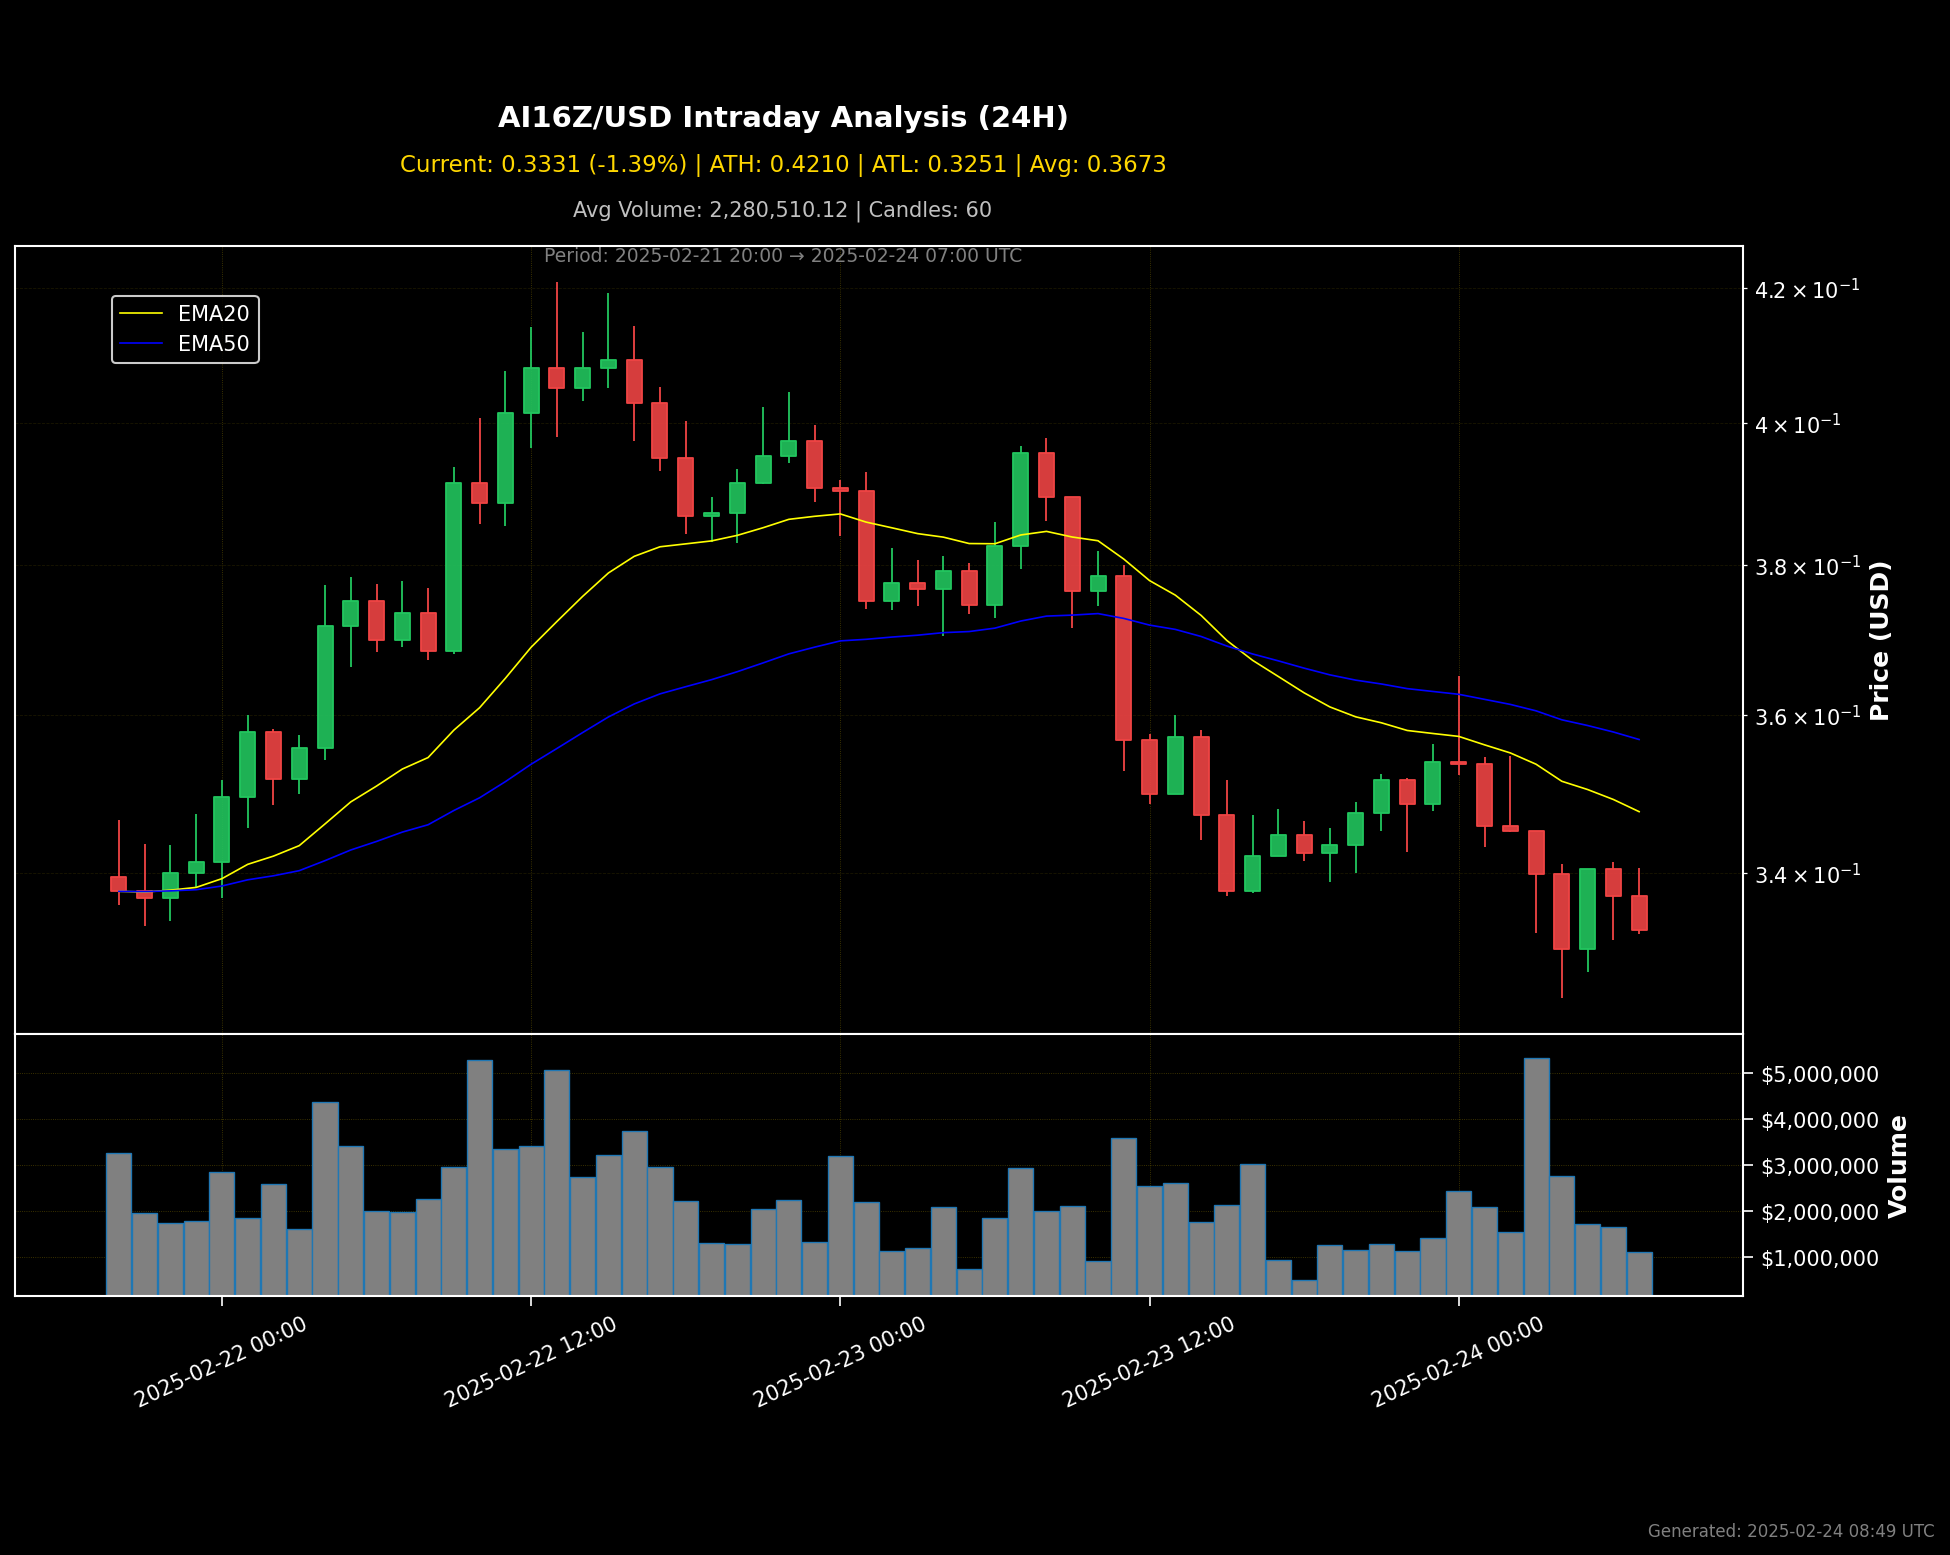 AI16Z/USD Intraday Analysis (24H)
Current: 0.3331 (-1.39%) | ATH: 0.4210 | ATL: 0.3251 | Avg: 0.3673
Avg Volume: 2,280,510.12 | Candles: 60
Period: 2025-02-21 20:00 → 2025-02-24 07:00 UTC
EMA20
EMA50
4.2 × 10⁻¹
4 × 10⁻¹
3.8 × 10⁻¹
3.6 × 10⁻¹
3.4 × 10⁻¹
Price (USD)
$5,000,000
$4,000,000
$3,000,000
$2,000,000
$1,000,000
Volume
2025-02-22 00:00
2025-02-22 12:00
2025-02-23 00:00
2025-02-23 12:00
2025-02-24 00:00
Generated: 2025-02-24 08:49 UTC